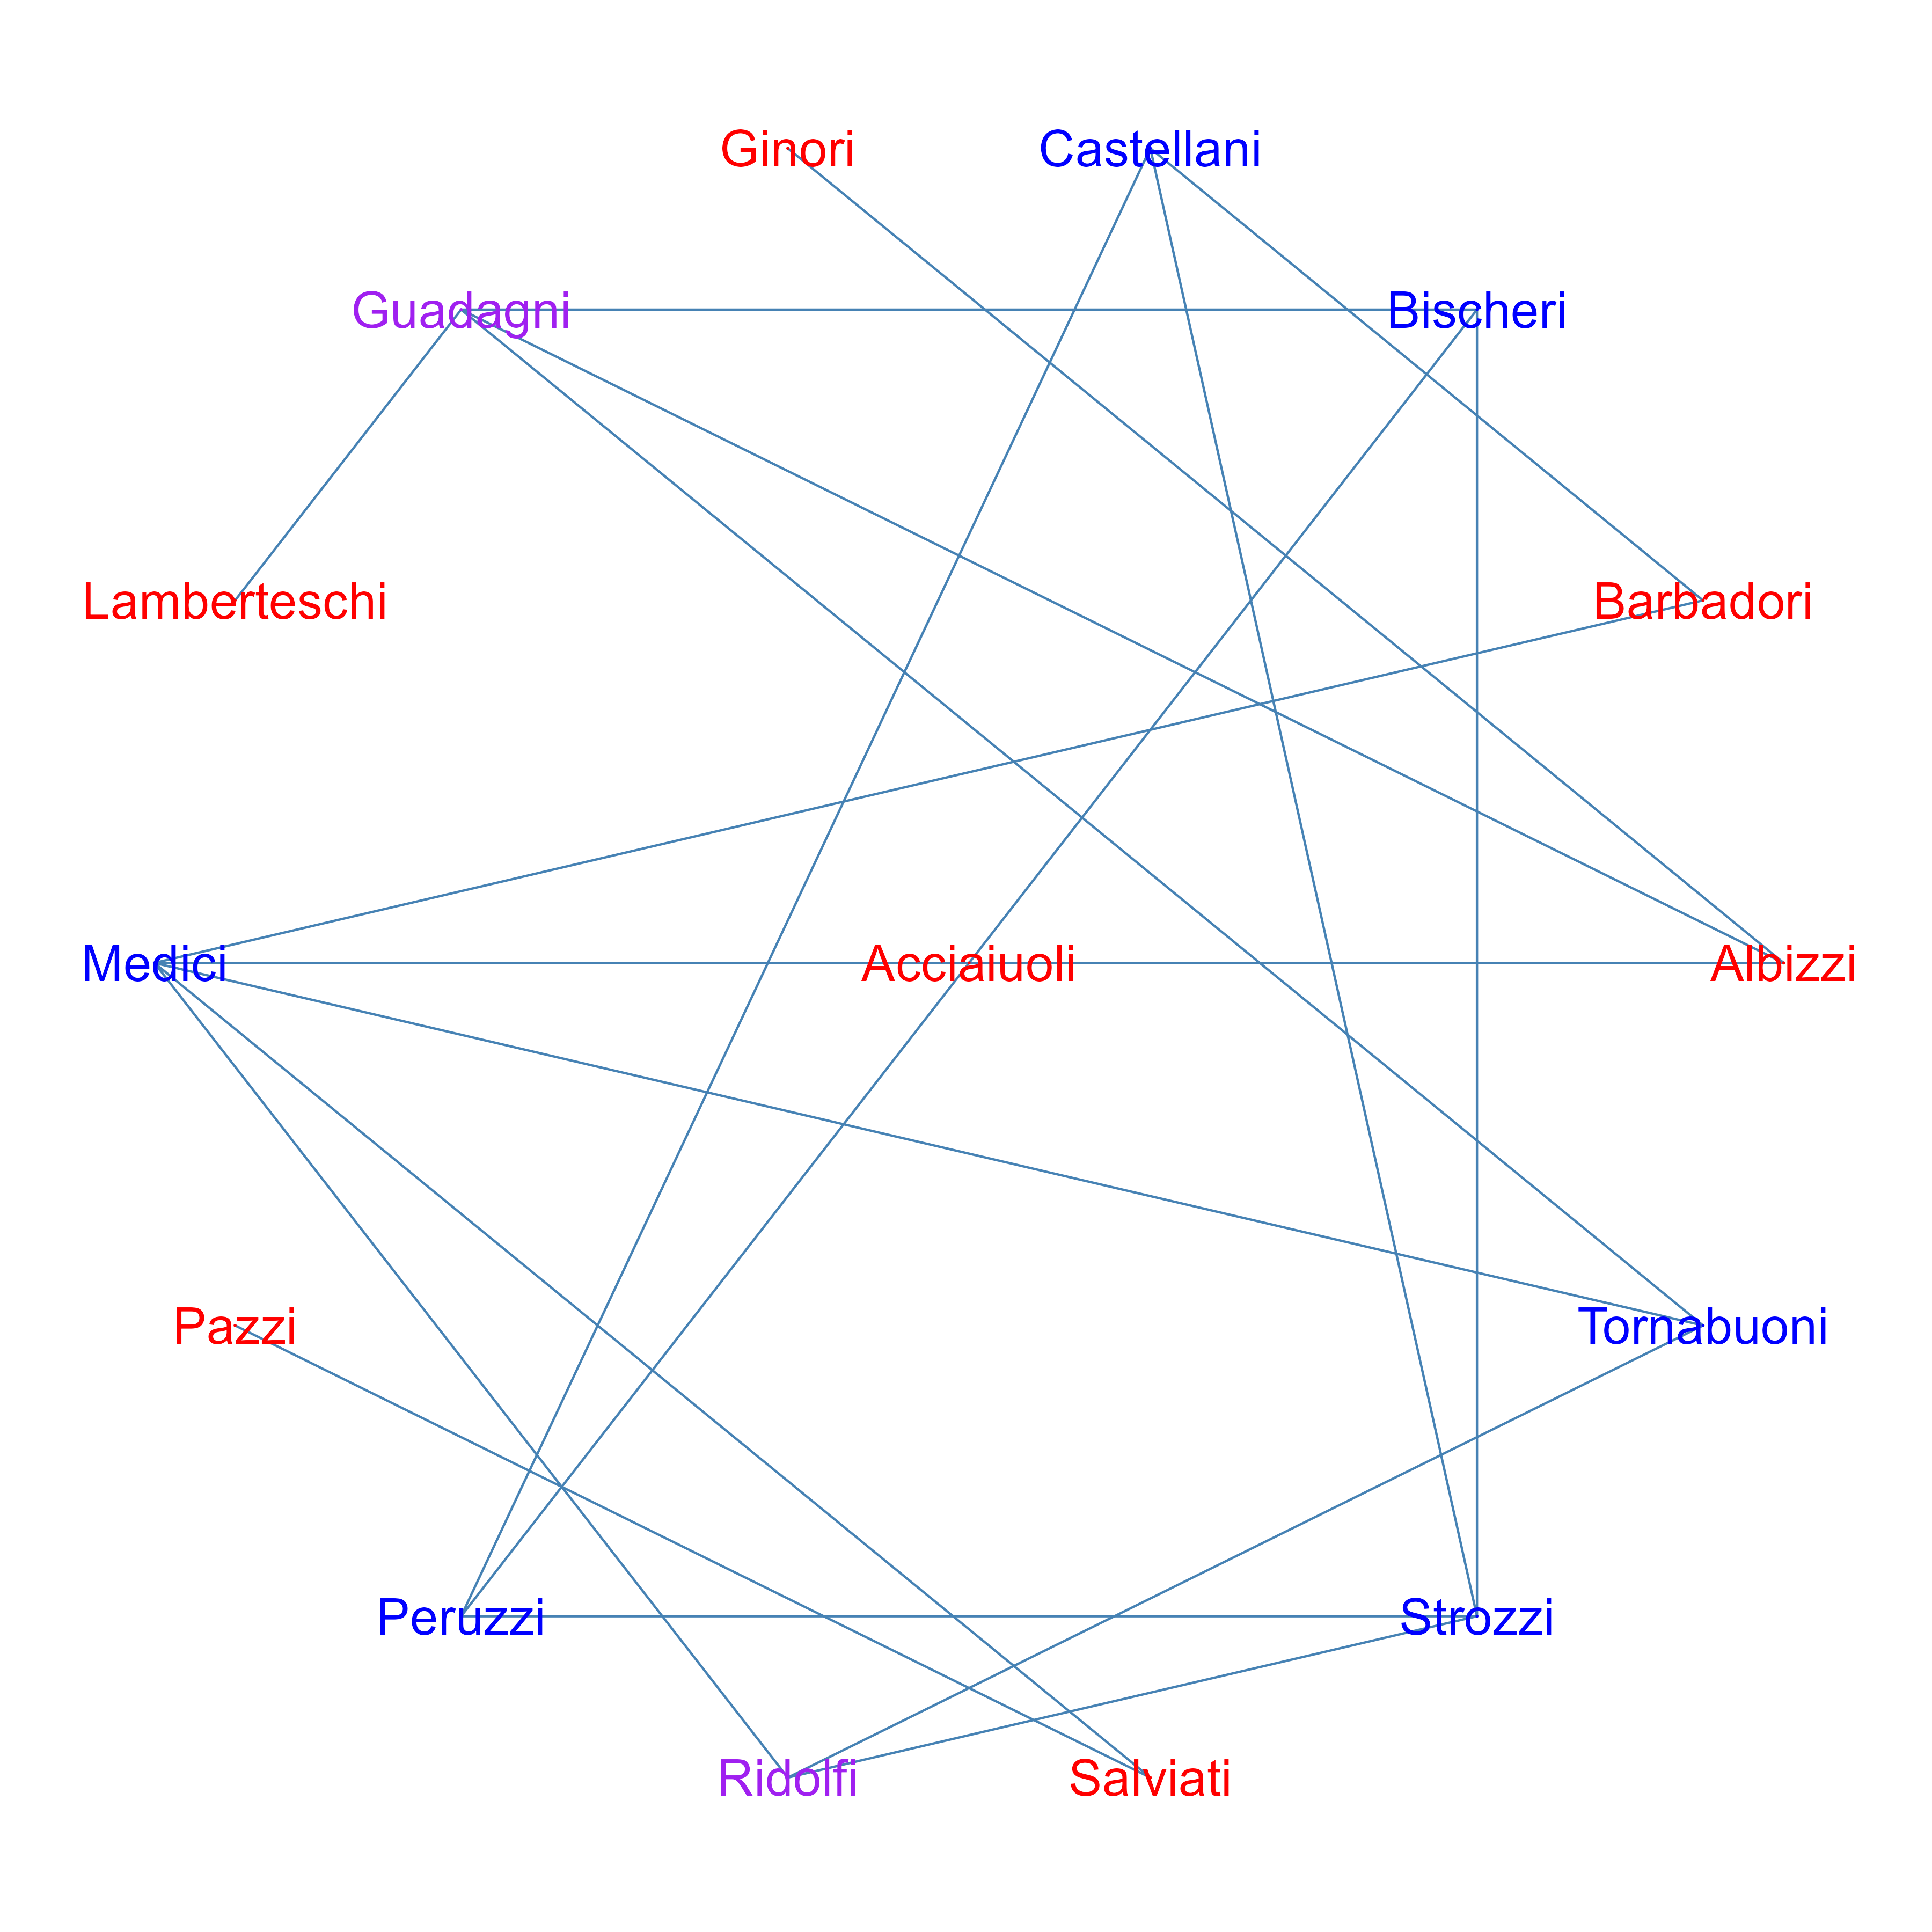 Ginori
Castellani
Guadagni
Bischeri
Lamberteschi
Barbadori
Medici
Acciaiuoli
Albizzi
Pazzi
Tornabuoni
Peruzzi
Strozzi
Ridolfi
Salviati